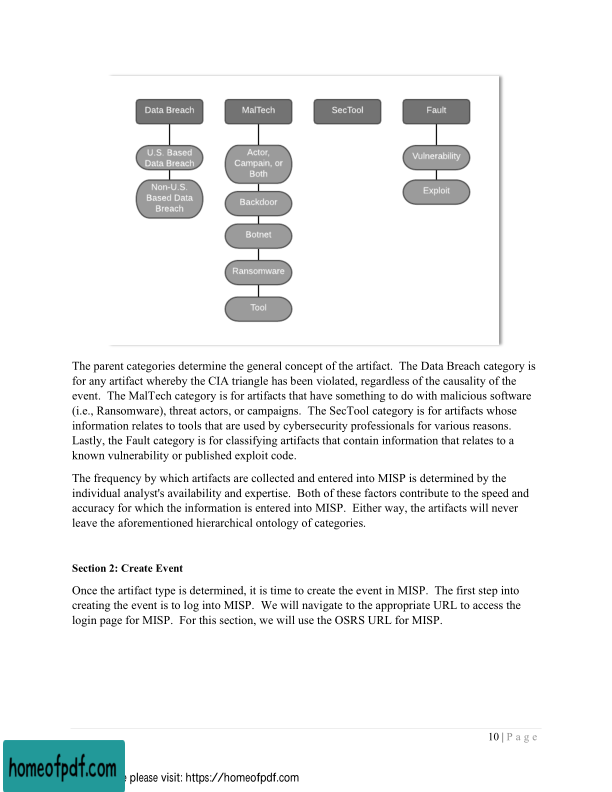 Data Breach
MalTech
SecTool
Fault
U.S. Based
Data Breach
Non-U.S.
Based Data
Breach
Actor,
Campain, or
Both
Backdoor
Botnet
Ransomware
Tool
Vulnerability
Exploit
The parent categories determine the general concept of the artifact.  The Data Breach category is
for any artifact whereby the CIA triangle has been violated, regardless of the causality of the
event.  The MalTech category is for artifacts that have something to do with malicious software
(i.e., Ransomware), threat actors, or campaigns.  The SecTool category is for artifacts whose
information relates to tools that are used by cybersecurity professionals for various reasons.
Lastly, the Fault category is for classifying artifacts that contain information that relates to a
known vulnerability or published exploit code.
The frequency by which artifacts are collected and entered into MISP is determined by the
individual analyst's availability and expertise.  Both of these factors contribute to the speed and
accuracy for which the information is entered into MISP.  Either way, the artifacts will never
leave the aforementioned hierarchical ontology of categories.
Section 2: Create Event
Once the artifact type is determined, it is time to create the event in MISP.  The first step into
creating the event is to log into MISP.  We will navigate to the appropriate URL to access the
login page for MISP.  For this section, we will use the OSRS URL for MISP.
10 | P a g e
homeofpdf.com
please visit: https://homeofpdf.com